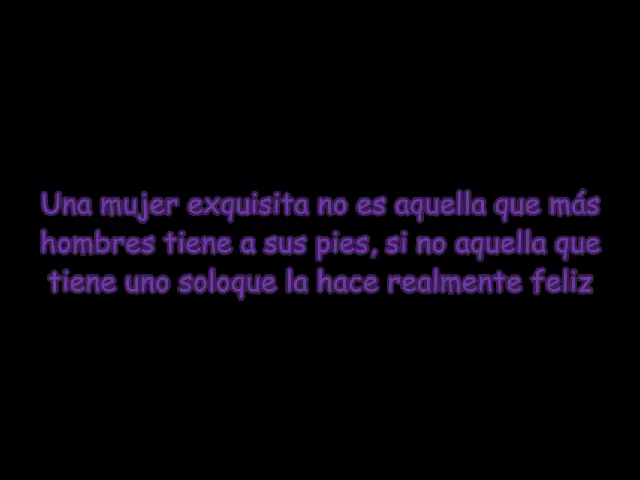 Una mujer exquisita no es aquella que más
hombres tiene a sus pies, si no aquella que
tiene uno soloque la hace realmente feliz